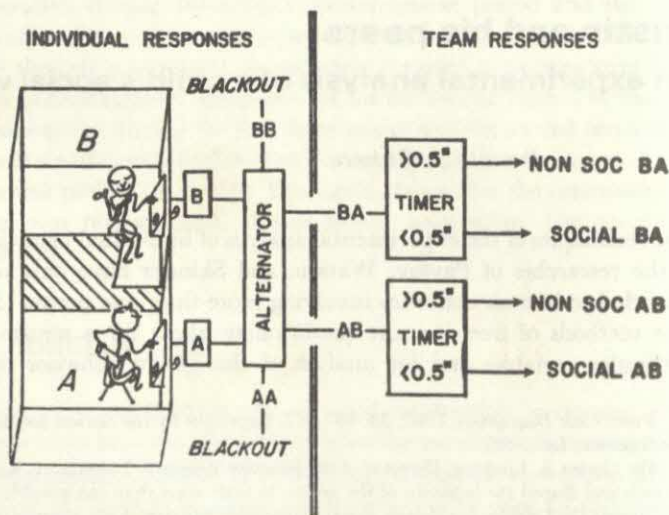 INDIVIDUAL RESPONSES
TEAM RESPONSES
BLACKOUT
B
BB
B
ALTERNATOR
BA
>0.5"
TIMER
<0.5"
NON SOC BA
SOCIAL BA
A
A
AB
>0.5"
TIMER
<0.5"
NON SOC AB
SOCIAL AB
AA
BLACKOUT